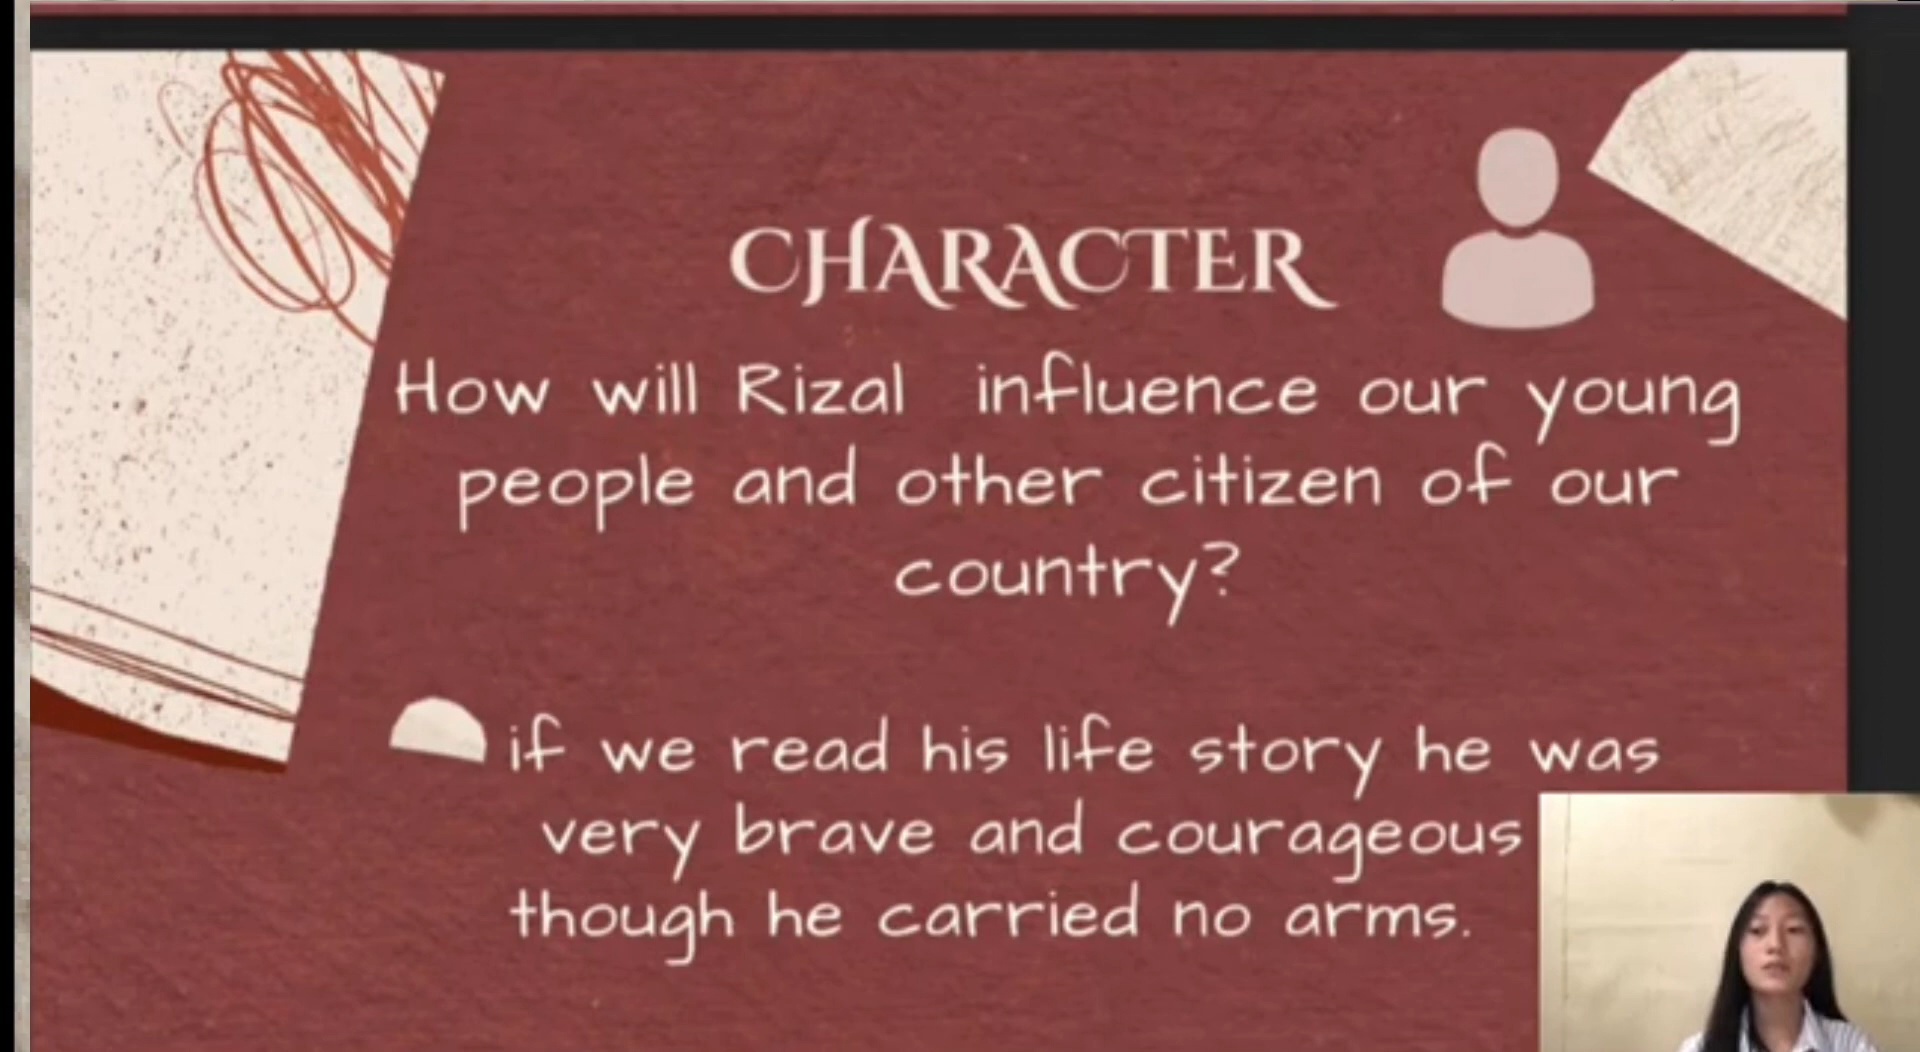 CHARACTER
How will Rizal influence our young
people and other citizen of our
country?
if we read his life story he was
very brave and courageous
though he carried no arms.